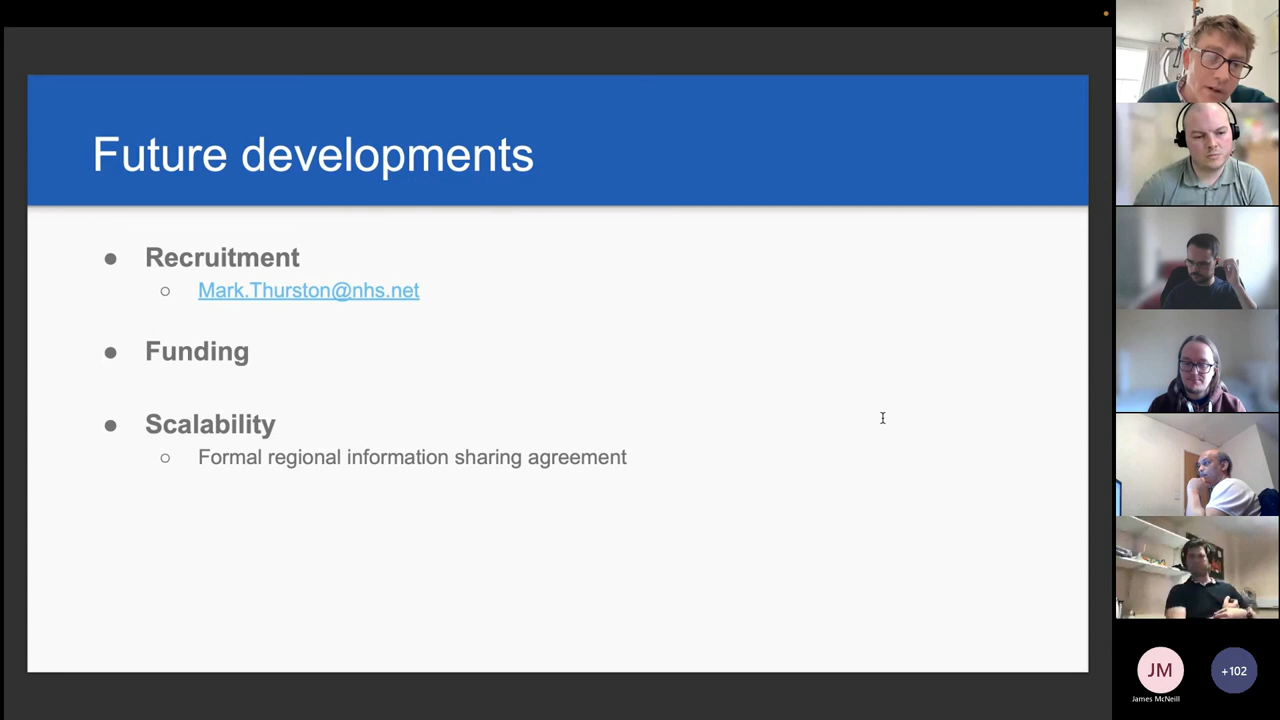 Future developments
● Recruitment
○ Mark.Thurston@nhs.net
● Funding
● Scalability
○ Formal regional information sharing agreement
JM
+102
James McNeill